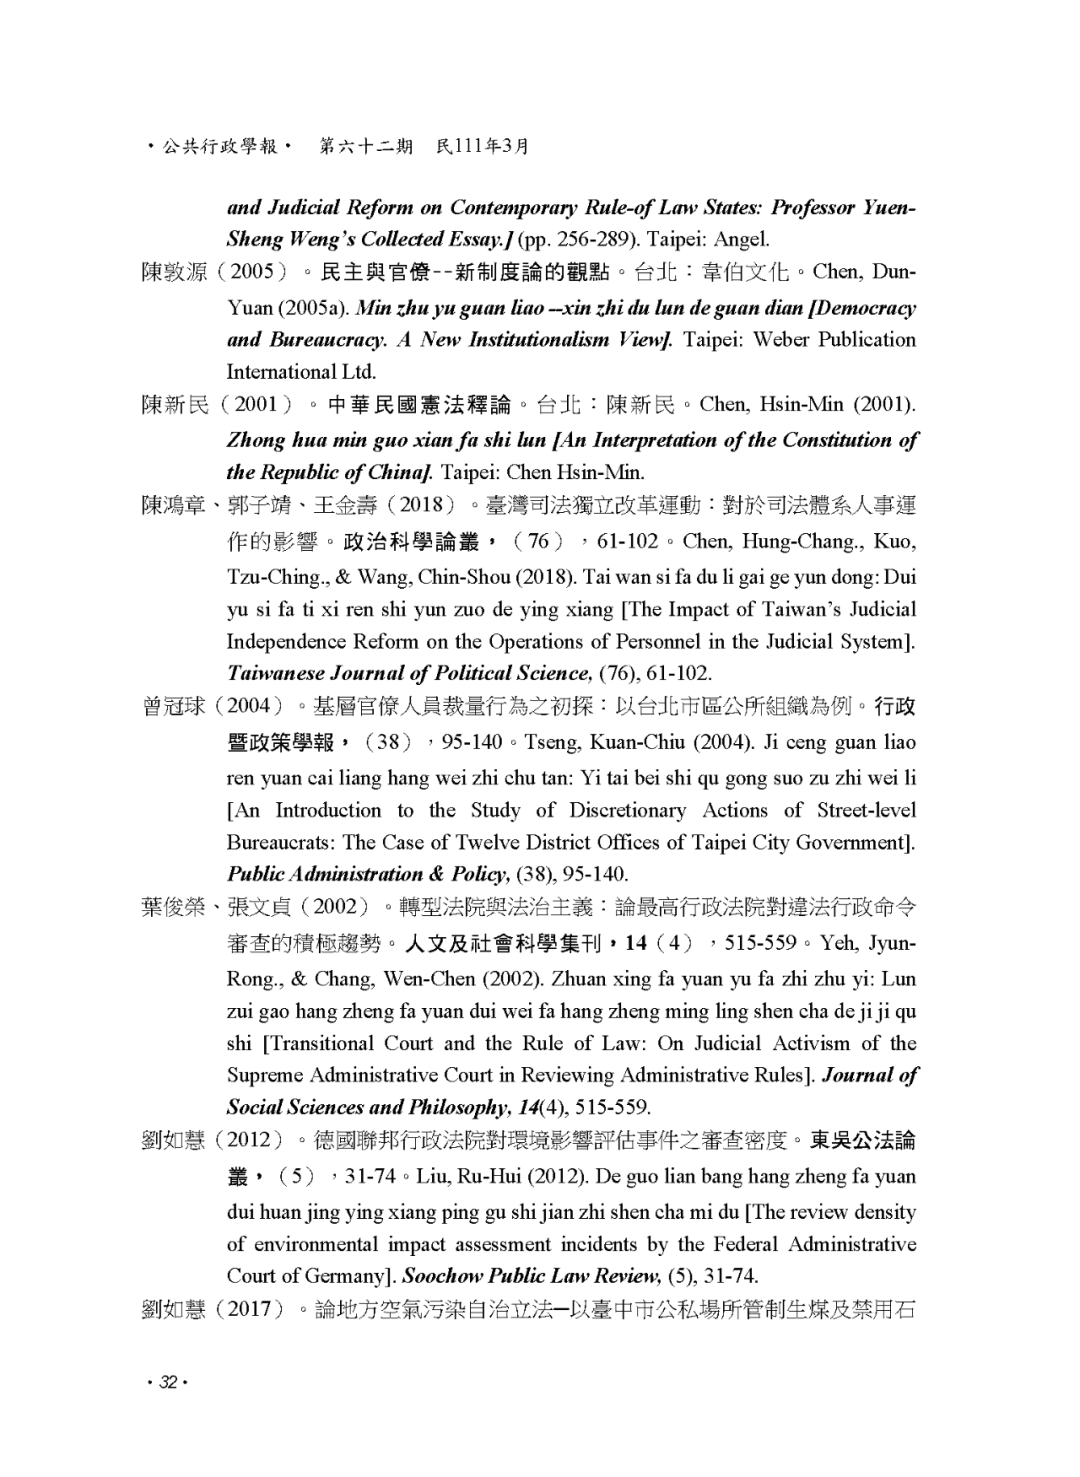 ・公共行政學報・ 第六十二期 民111年3月
and Judicial Reform on Contemporary Rule-of Law States: Professor Yuen-
Sheng Weng's Collected Essay.] (pp. 256-289). Taipei: Angel.
陳敦源（2005）。民主與官僚--新制度論的觀點。台北：韋伯文化。Chen, Dun-
Yuan (2005a). Min zhu yu guan liao --xin zhi du lun de guan dian [Democracy
and Bureaucracy. A New Institutionalism View]. Taipei: Weber Publication
International Ltd.
陳新民（2001）。中華民國憲法釋論。台北：陳新民。Chen, Hsin-Min (2001).
Zhong hua min guo xian fa shi lun [An Interpretation of the Constitution of
the Republic of China]. Taipei: Chen Hsin-Min.
陳鴻章、郭子靖、王金壽（2018）。臺灣司法獨立改革運動：對於司法體系人事運
作的影響。政治科學論叢，（76），61-102。Chen, Hung-Chang., Kuo,
Tzu-Ching., & Wang, Chin-Shou (2018). Tai wan si fa du li gai ge yun dong: Dui
yu si fa ti xi ren shi yun zuo de ying xiang [The Impact of Taiwan's Judicial
Independence Reform on the Operations of Personnel in the Judicial System].
Taiwanese Journal of Political Science, (76), 61-102.
曾冠球（2004）。基層官僚人員裁量行為之初探：以台北市區公所組織為例。行政
暨政策學報，（38），95-140。Tseng, Kuan-Chiu (2004). Ji ceng guan liao
ren yuan cai liang hang wei zhi chu tan: Yi tai bei shi qu gong suo zu zhi wei li
[An Introduction to the Study of Discretionary Actions of Street-level
Bureaucrats: The Case of Twelve District Offices of Taipei City Government].
Public Administration & Policy, (38), 95-140.
葉俊榮、張文貞（2002）。轉型法院與法治主義：論最高行政法院對違法行政命令
審查的積極趨勢。人文及社會科學集刊，14（4），515-559。Yeh, Jyun-
Rong., & Chang, Wen-Chen (2002). Zhuan xing fa yuan yu fa zhi zhu yi: Lun
zui gao hang zheng fa yuan dui wei fa hang zheng ming ling shen cha de ji ji qu
shi [Transitional Court and the Rule of Law: On Judicial Activism of the
Supreme Administrative Court in Reviewing Administrative Rules]. Journal of
Social Sciences and Philosophy, 14(4), 515-559.
劉如慧（2012）。德國聯邦行政法院對環境影響評估事件之審查密度。東吳公法論
叢，（5），31-74。Liu, Ru-Hui (2012). De guo lian bang hang zheng fa yuan
dui huan jing ying xiang ping gu shi jian zhi shen cha mi du [The review density
of environmental impact assessment incidents by the Federal Administrative
Court of Germany]. Soochow Public Law Review, (5), 31-74.
劉如慧（2017）。論地方空氣污染自治立法─以臺中市公私場所管制生煤及禁用石
・32・